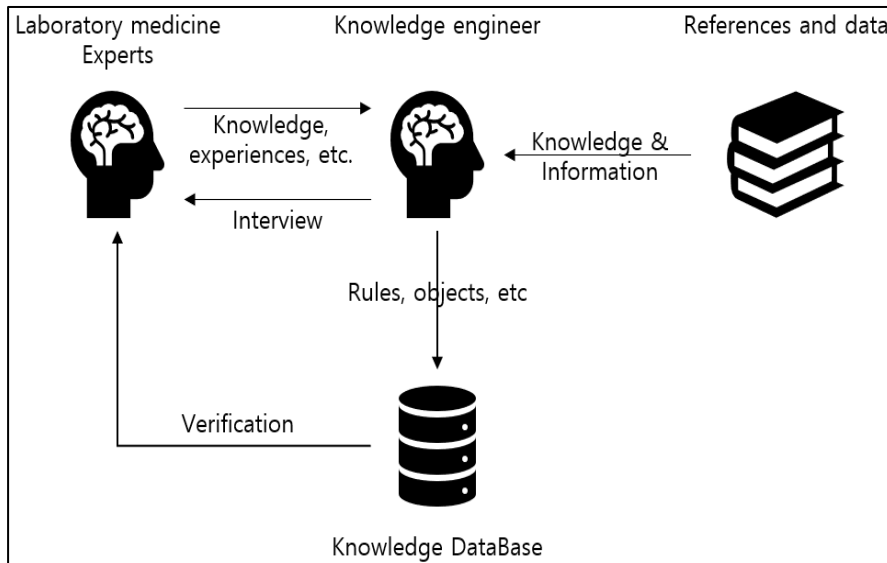 Laboratory medicine
Experts
Knowledge engineer
References and data
Knowledge,
experiences, etc.
Knowledge &
Information
Interview
Rules, objects, etc
Verification
Knowledge DataBase